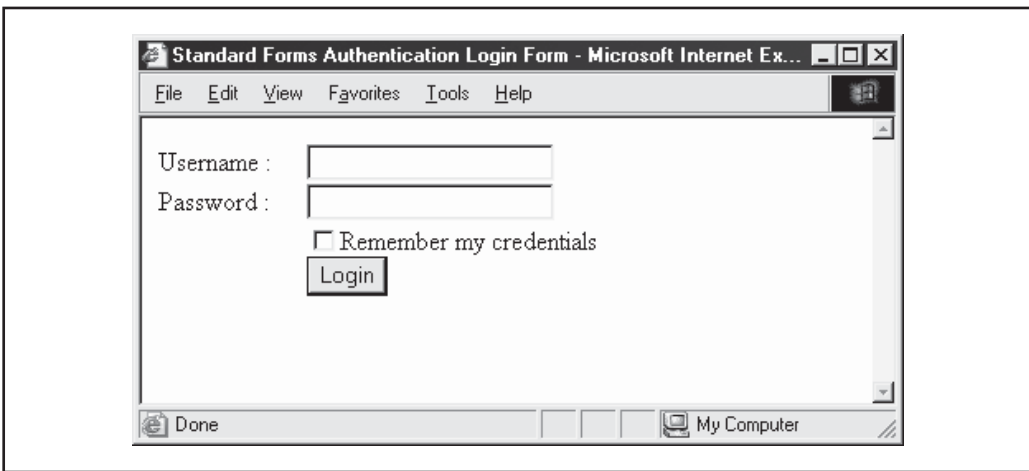 Standard Forms Authentication Login Form - Microsoft Internet Ex...
File Edit View Favorites Tools Help
Username :
Password :
Remember my credentials
Login
Done My Computer